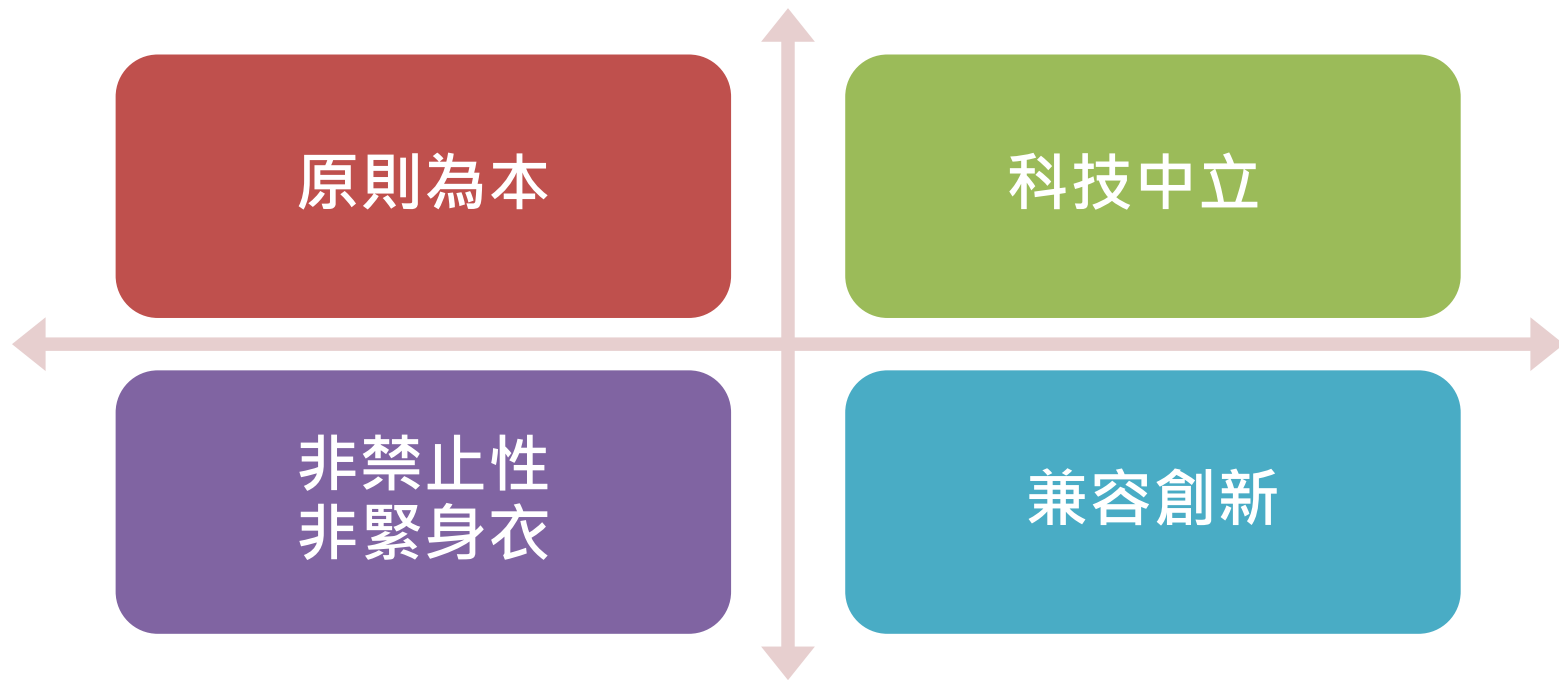 原則為本
科技中立
非禁止性
非緊身衣
兼容創新